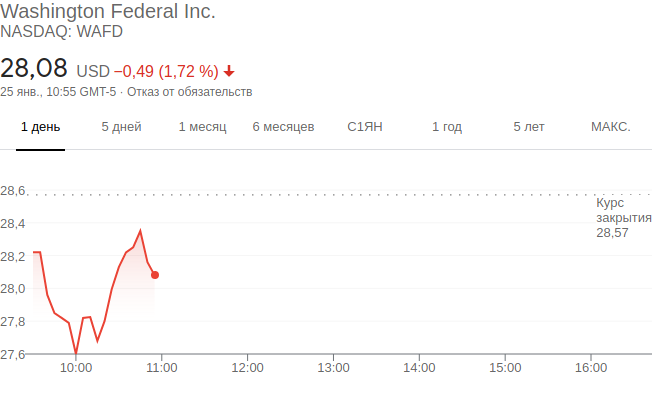 Washington Federal Inc.
NASDAQ: WAFD
28,08 USD −0,49 (1,72 %)
25 янв., 10:55 GMT-5 · Отказ от обязательств
1 день 5 дней 1 месяц 6 месяцев С1ЯН 1 год 5 лет МАКС.
28,6
Курс
закрытия
28,57
28,4
28,2
28,0
27,8
27,6
10:00 11:00 12:00 13:00 14:00 15:00 16:00